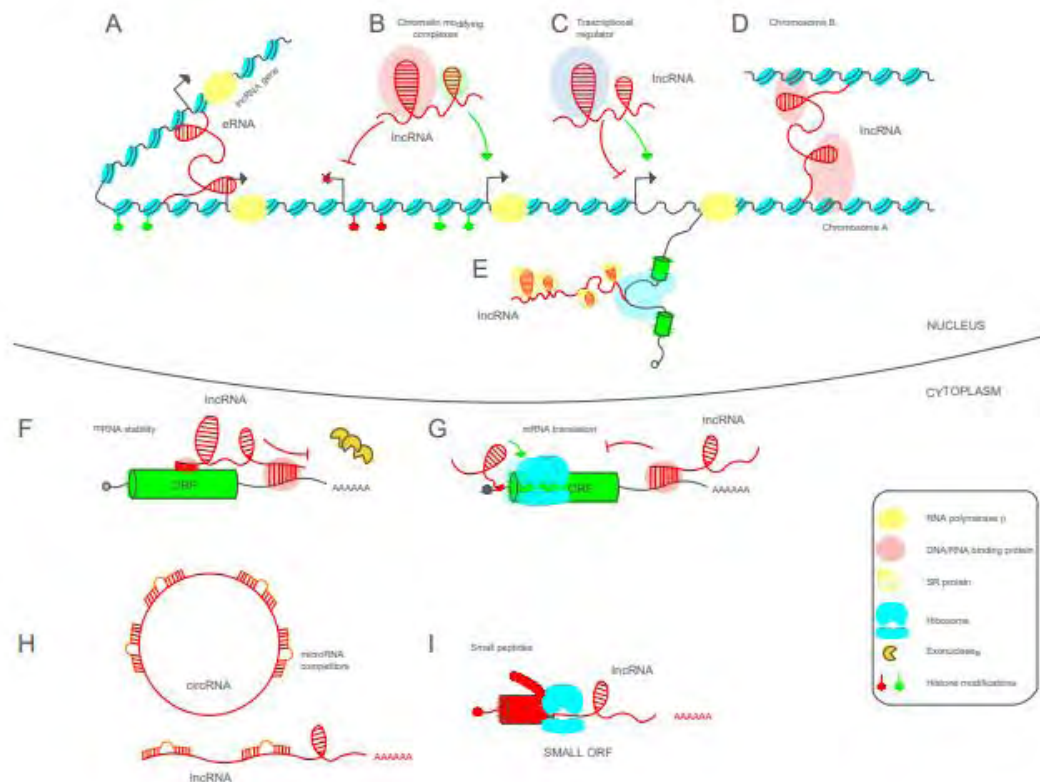 A
B
Chromatin modifying
complexes
C
Trascriptional
regulator
D
Chromosome B
lncRNA gene
eRNA
lncRNA
lncRNA
lncRNA
Chromosome A
E
lncRNA
NUCLEUS
CYTOPLASM
F
mRNA stability
lncRNA
ORF
AAAAAA
G
mRNA translation
lncRNA
ORF
AAAAAA
RNA polymerase II
DNA/RNA binding protein
SR protein
Ribosome
Exonuclease
Histone modifications
H
circRNA
microRNA
competitors
lncRNA
AAAAAA
I
Small peptides
lncRNA
AAAAAA
SMALL ORF